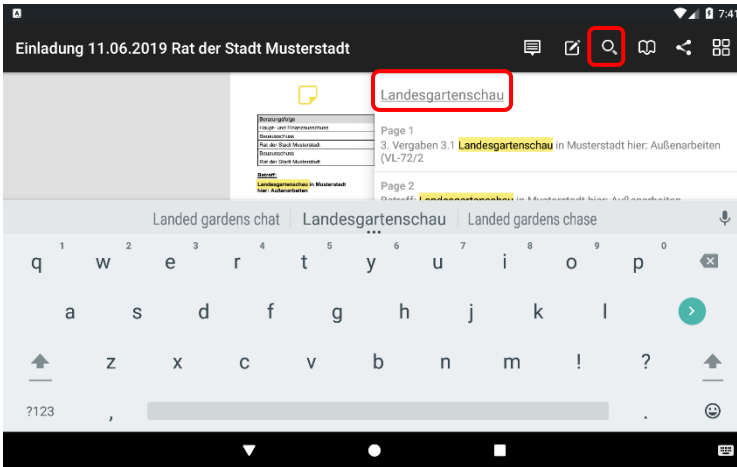 7:41
Einladung 11.06.2019 Rat der Stadt Musterstadt
Landesgartenschau
Page 1
3. Vergaben 3.1 Landesgartenschau in Musterstadt hier: Außenarbeiten
(VL-72/2
Page 2
Betreff: Landesgartenschau in Musterstadt hier: Außenarbeiten
Beratungsfolge
Haupt- und Finanzausschuss
Bauausschuss
Rat der Stadt Musterstadt
Bauausschuss
Rat der Stadt Musterstadt
Betreff:
Landesgartenschau in Musterstadt
hier: Außenarbeiten
Landed gardens chat Landesgartenschau Landed gardens chase
1 2 3 4 5 6 7 8 9 0
q w e r t y u i o p
a s d f g h j k l
z x c v b n m ! ?
?123 , .